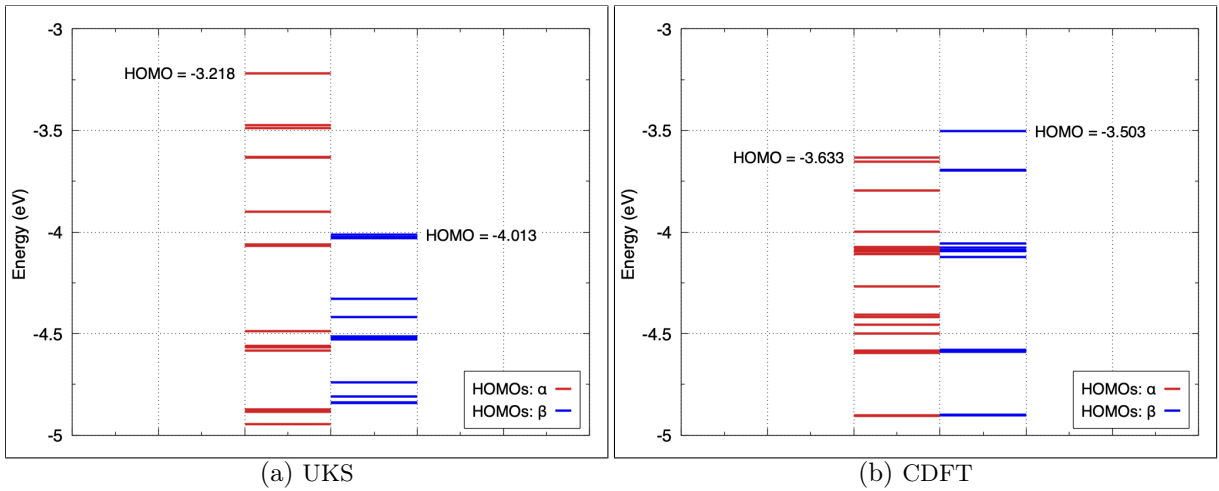 -3
HOMO = -3.218
-3.5
-4
HOMO = -4.013
-4.5
-5
Energy (eV)
HOMOs: α
HOMOs: β
(a) UKS
-3
-3.5
HOMO = -3.503
HOMO = -3.633
-4
-4.5
-5
Energy (eV)
HOMOs: α
HOMOs: β
(b) CDFT